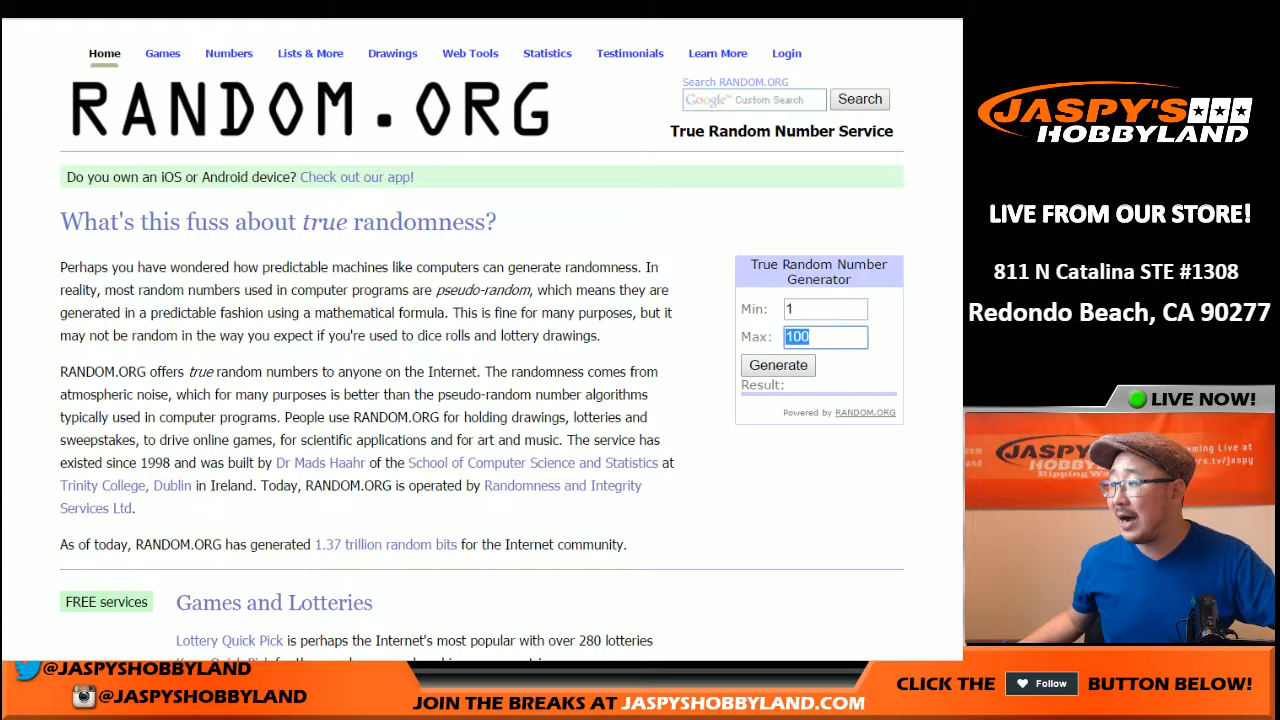 Home Games Numbers Lists & More Drawings Web Tools Statistics Testimonials Learn More Login
RANDOM.ORG
Search RANDOM.ORG
Google™ Custom Search Search
True Random Number Service
Do you own an iOS or Android device? Check out our app!
What's this fuss about true randomness?
Perhaps you have wondered how predictable machines like computers can generate randomness. In
reality, most random numbers used in computer programs are pseudo-random, which means they are
generated in a predictable fashion using a mathematical formula. This is fine for many purposes, but it
may not be random in the way you expect if you're used to dice rolls and lottery drawings.
RANDOM.ORG offers true random numbers to anyone on the Internet. The randomness comes from
atmospheric noise, which for many purposes is better than the pseudo-random number algorithms
typically used in computer programs. People use RANDOM.ORG for holding drawings, lotteries and
sweepstakes, to drive online games, for scientific applications and for art and music. The service has
existed since 1998 and was built by Dr Mads Haahr of the School of Computer Science and Statistics at
Trinity College, Dublin in Ireland. Today, RANDOM.ORG is operated by Randomness and Integrity
Services Ltd.
As of today, RANDOM.ORG has generated 1.37 trillion random bits for the Internet community.
True Random Number
Generator
Min: 1
Max: 100
Generate
Result:
Powered by RANDOM.ORG
FREE services
Games and Lotteries
Lottery Quick Pick is perhaps the Internet's most popular with over 280 lotteries
JASPY'S
HOBBYLAND
LIVE FROM OUR STORE!
811 N Catalina STE #1308
Redondo Beach, CA 90277
LIVE NOW!
JASPY
HOBBY
Ripping Wa
ming Live at
rs.tv/jaspy
@JASPYSHOBBYLAND
@JASPYSHOBBYLAND
JOIN THE BREAKS AT JASPYSHOBBYLAND.COM
CLICK THE Follow BUTTON BELOW!